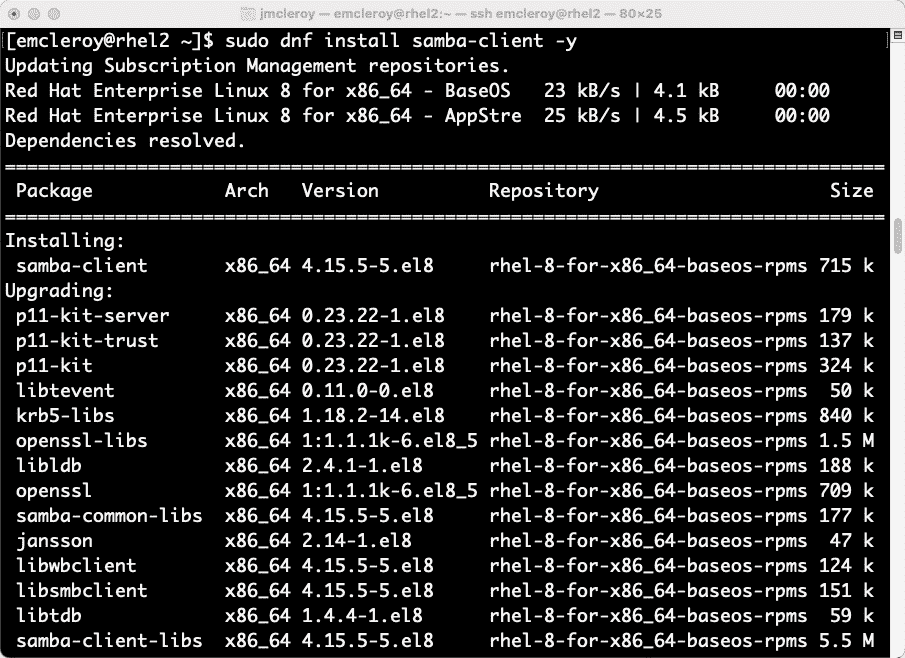 jmcleroy — emcleroy@rhel2:~ — ssh emcleroy@rhel2 — 80×25
[emcleroy@rhel2 ~]$ sudo dnf install samba-client -y
Updating Subscription Management repositories.
Red Hat Enterprise Linux 8 for x86_64 - BaseOS   23 kB/s | 4.1 kB     00:00
Red Hat Enterprise Linux 8 for x86_64 - AppStre  25 kB/s | 4.5 kB     00:00
Dependencies resolved.
================================================================================
 Package            Arch   Version          Repository                     Size
================================================================================
Installing:
 samba-client       x86_64 4.15.5-5.el8     rhel-8-for-x86_64-baseos-rpms 715 k
Upgrading:
 p11-kit-server     x86_64 0.23.22-1.el8    rhel-8-for-x86_64-baseos-rpms 179 k
 p11-kit-trust      x86_64 0.23.22-1.el8    rhel-8-for-x86_64-baseos-rpms 137 k
 p11-kit            x86_64 0.23.22-1.el8    rhel-8-for-x86_64-baseos-rpms 324 k
 libtevent          x86_64 0.11.0-0.el8     rhel-8-for-x86_64-baseos-rpms  50 k
 krb5-libs          x86_64 1.18.2-14.el8    rhel-8-for-x86_64-baseos-rpms 840 k
 openssl-libs       x86_64 1:1.1.1k-6.el8_5 rhel-8-for-x86_64-baseos-rpms 1.5 M
 libldb             x86_64 2.4.1-1.el8      rhel-8-for-x86_64-baseos-rpms 188 k
 openssl            x86_64 1:1.1.1k-6.el8_5 rhel-8-for-x86_64-baseos-rpms 709 k
 samba-common-libs  x86_64 4.15.5-5.el8     rhel-8-for-x86_64-baseos-rpms 177 k
 jansson            x86_64 2.14-1.el8       rhel-8-for-x86_64-baseos-rpms  47 k
 libwbclient        x86_64 4.15.5-5.el8     rhel-8-for-x86_64-baseos-rpms 124 k
 libsmbclient       x86_64 4.15.5-5.el8     rhel-8-for-x86_64-baseos-rpms 151 k
 libtdb             x86_64 1.4.4-1.el8      rhel-8-for-x86_64-baseos-rpms  59 k
 samba-client-libs  x86_64 4.15.5-5.el8     rhel-8-for-x86_64-baseos-rpms 5.5 M